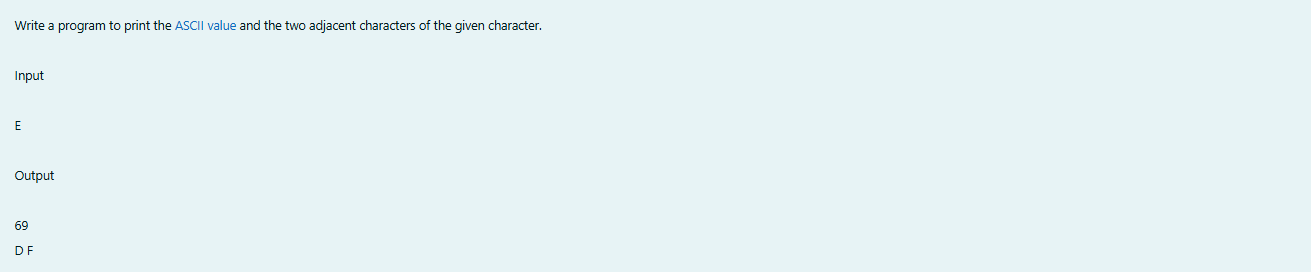 Write a program to print the ASCII value and the two adjacent characters of the given character.
Input
E
Output
69
D F